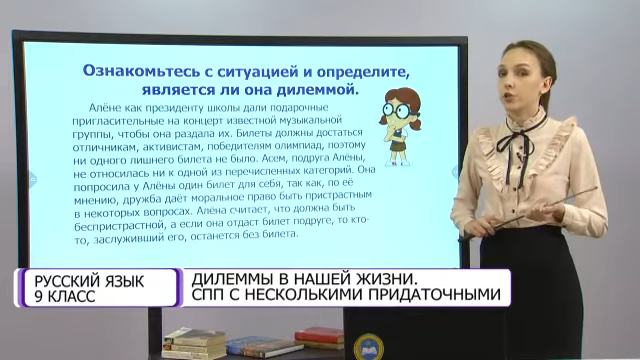 Ознакомьтесь с ситуацией и определите,
является ли она дилеммой.
Алёне как президенту школы дали подарочные
пригласительные на концерт известной музыкальной
группы, чтобы она раздала их. Билеты должны достаться
отличникам, активистам, победителям олимпиад, поэтому
ни одного лишнего билета не было. Асем, подруга Алёны,
не относилась ни к одной из перечисленных категорий. Она
попросила у Алёны один билет для себя, так как, по её
мнению, дружба даёт моральное право быть пристрастным
в некоторых вопросах. Алёна считает, что должна быть
беспристрастной, а если она отдаст билет подруге, то кто-
то, заслуживший его, останется без билета.
РУССКИЙ ЯЗЫК
9 КЛАСС
ДИЛЕММЫ В НАШЕЙ ЖИЗНИ.
СПП С НЕСКОЛЬКИМИ ПРИДАТОЧНЫМИ